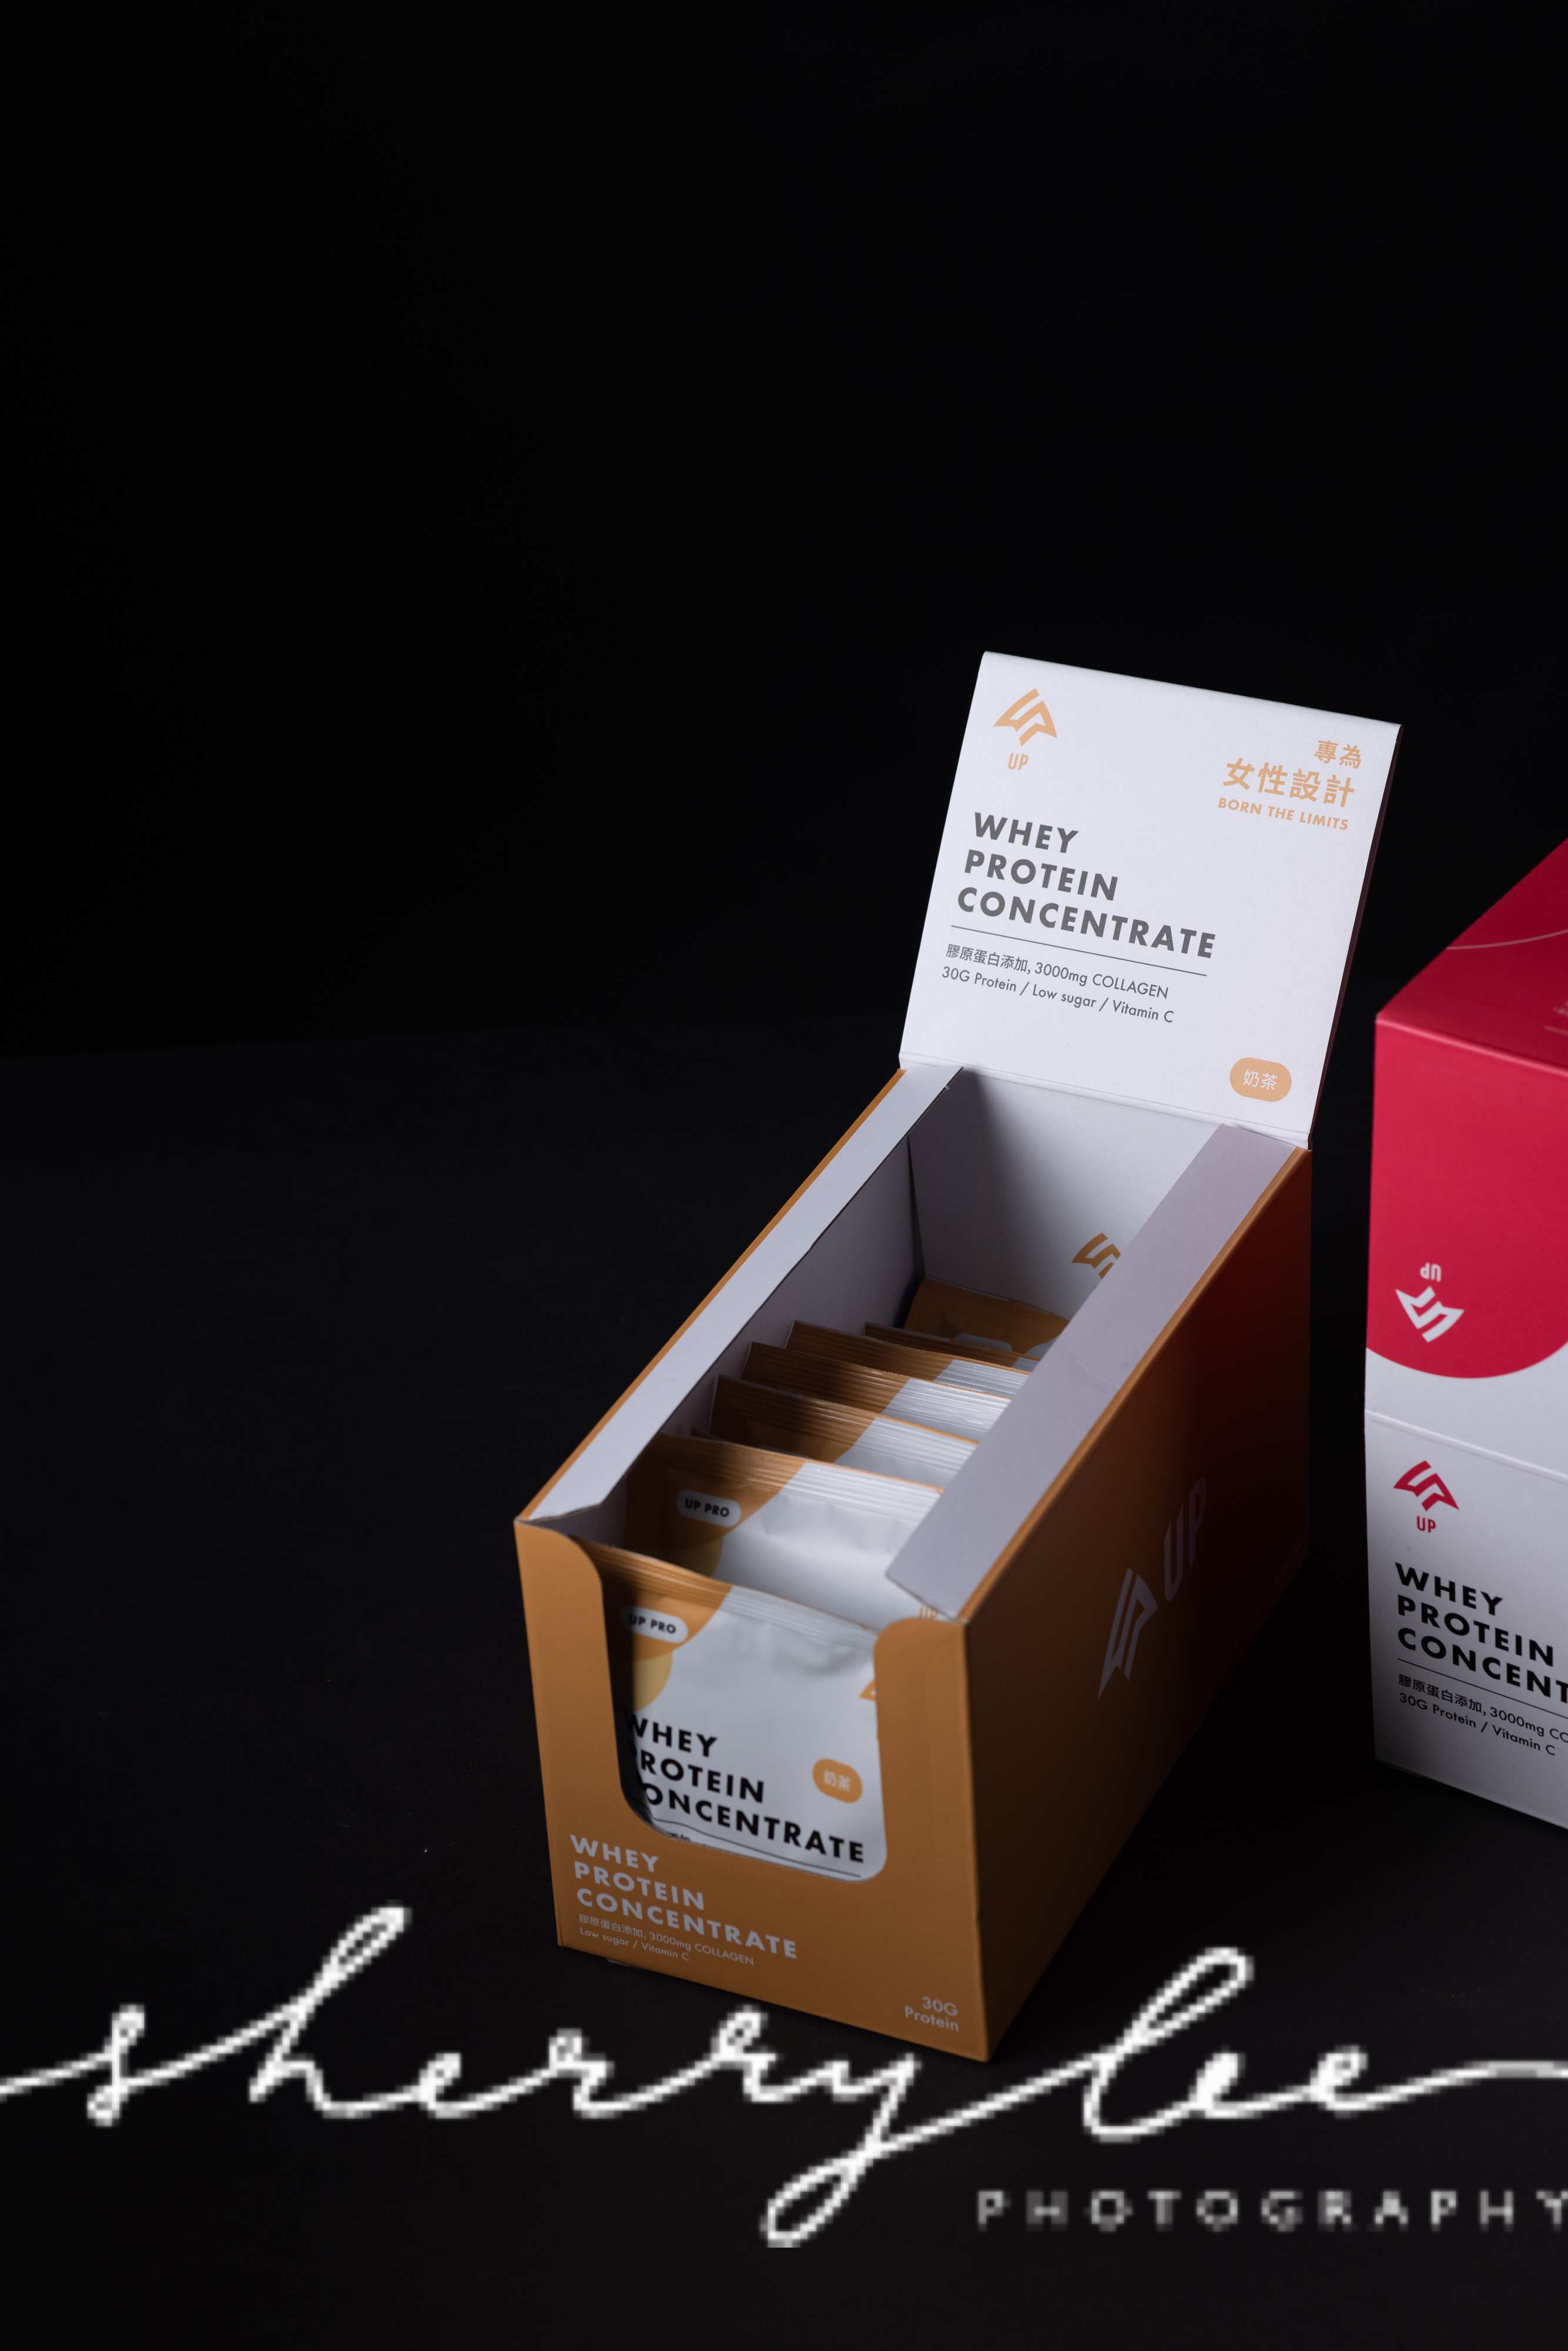 UP
專為
女性設計
BORN THE LIMITS
WHEY
PROTEIN
CONCENTRATE
膠原蛋白添加, 3000mg COLLAGEN
30G Protein / Low sugar / Vitamin C
奶茶
UP PRO
UP PRO
WHEY
PROTEIN
CONCENTRATE
奶茶
WHEY
PROTEIN
CONCENTRATE
膠原蛋白添加, 3000mg COLLAGEN
Low sugar / Vitamin C
30G
Protein
UP
UP
UP
WHEY
PROTEIN
CONCENT
膠原蛋白添加, 3000mg CO
30G Protein / Vitamin C
sherry lee
PHOTOGRAPHY